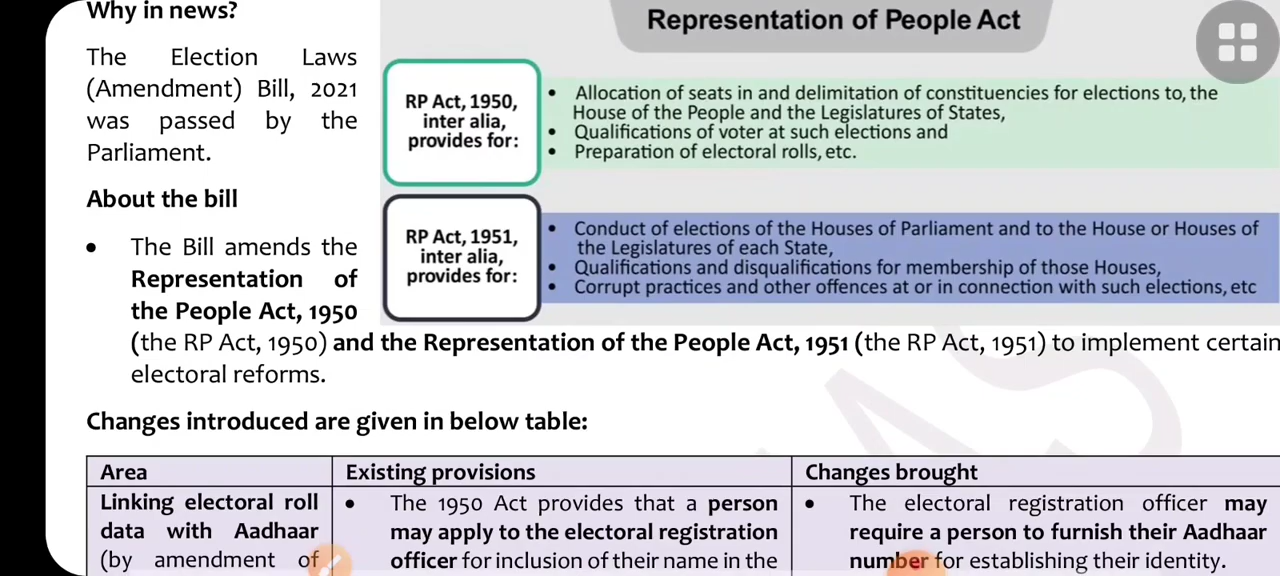 Why in news?
The Election Laws
(Amendment) Bill, 2021
was passed by the
Parliament.
Representation of People Act
RP Act, 1950,
inter alia,
provides for:
• Allocation of seats in and delimitation of constituencies for elections to, the
House of the People and the Legislatures of States,
• Qualifications of voter at such elections and
• Preparation of electoral rolls, etc.
RP Act, 1951,
inter alia,
provides for:
• Conduct of elections of the Houses of Parliament and to the House or Houses of
the Legislatures of each State,
• Qualifications and disqualifications for membership of those Houses,
• Corrupt practices and other offences at or in connection with such elections, etc
About the bill
• The Bill amends the
Representation of
the People Act, 1950
(the RP Act, 1950) and the Representation of the People Act, 1951 (the RP Act, 1951) to implement certain
electoral reforms.
Changes introduced are given in below table:
Area
Existing provisions
Changes brought
Linking electoral roll
data with Aadhaar
(by amendment of
• The 1950 Act provides that a person
may apply to the electoral registration
officer for inclusion of their name in the
• The electoral registration officer may
require a person to furnish their Aadhaar
number for establishing their identity.